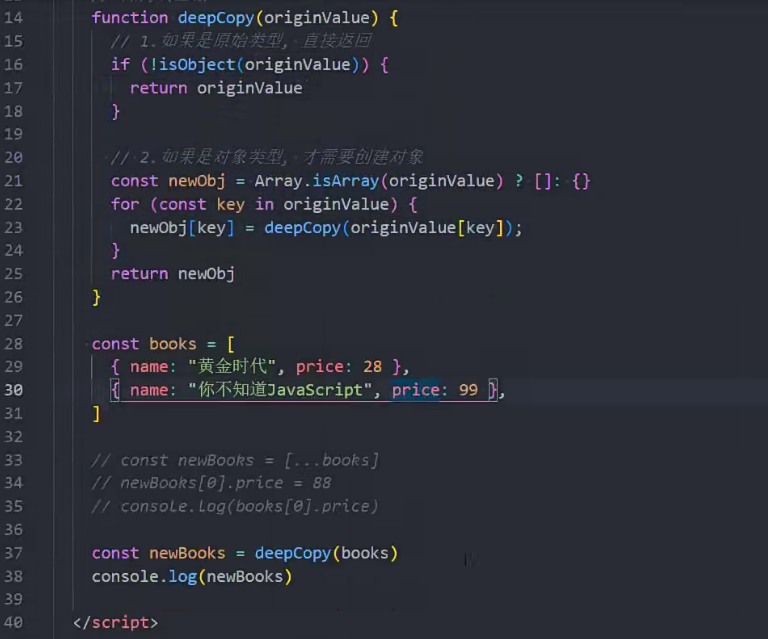 14 function deepCopy(originValue) {
15 // 1.如果是原始类型, 直接返回
16 if (!isObject(originValue)) {
17 return originValue
18 }
19
20 // 2.如果是对象类型, 才需要创建对象
21 const newObj = Array.isArray(originValue) ? []: {}
22 for (const key in originValue) {
23 newObj[key] = deepCopy(originValue[key]);
24 }
25 return newObj
26 }
27
28 const books = [
29 { name: "黄金时代", price: 28 },
30 { name: "你不知道JavaScript", price: 99 },
31 ]
32
33 // const newBooks = [...books]
34 // newBooks[0].price = 88
35 // console.log(books[0].price)
36
37 const newBooks = deepCopy(books)
38 console.log(newBooks)
39
40 </script>